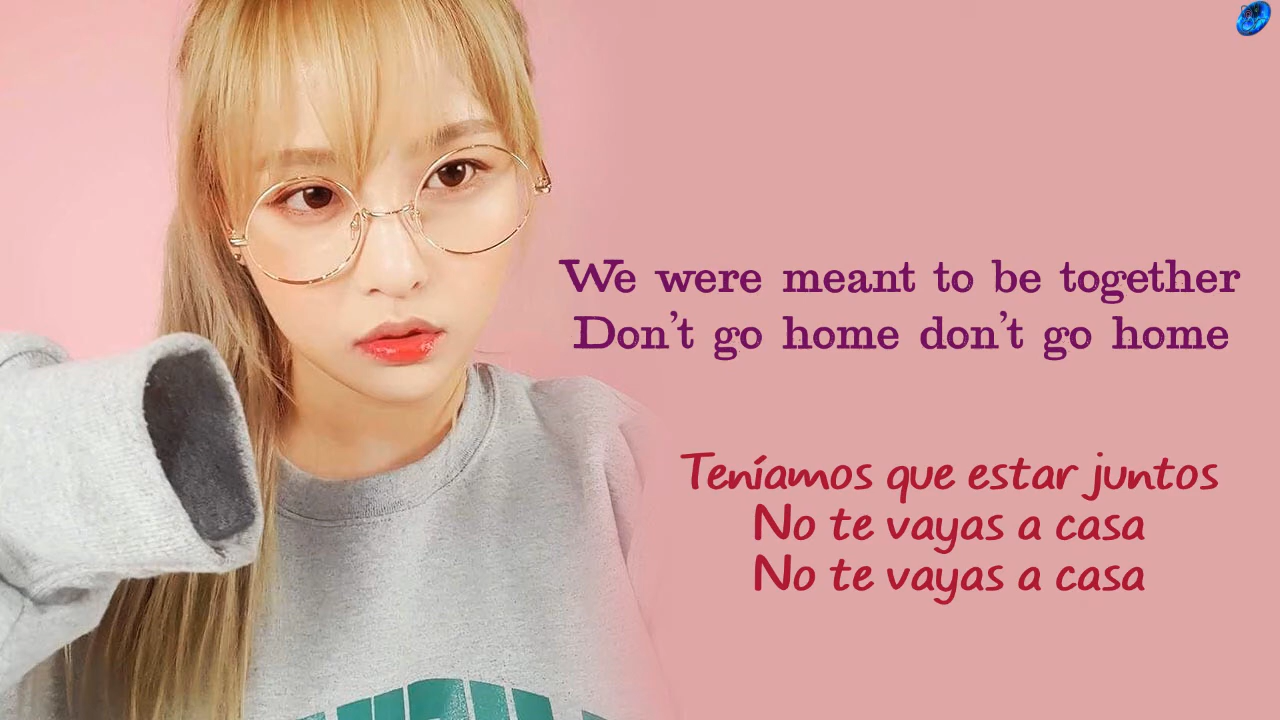 We were meant to be together
Don't go home don't go home
Teníamos que estar juntos
No te vayas a casa
No te vayas a casa